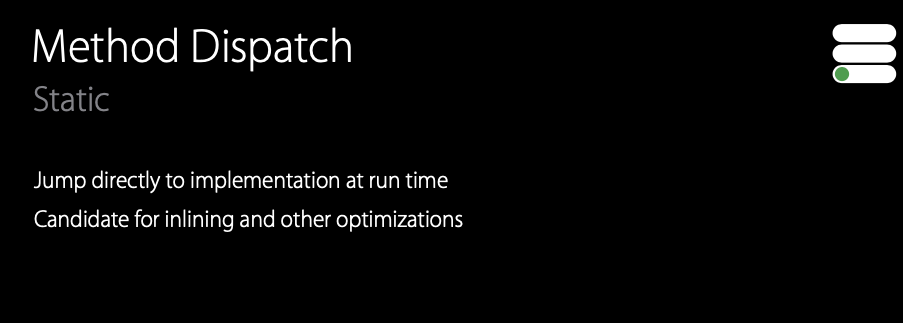 Method Dispatch
Static
Jump directly to implementation at run time
Candidate for inlining and other optimizations